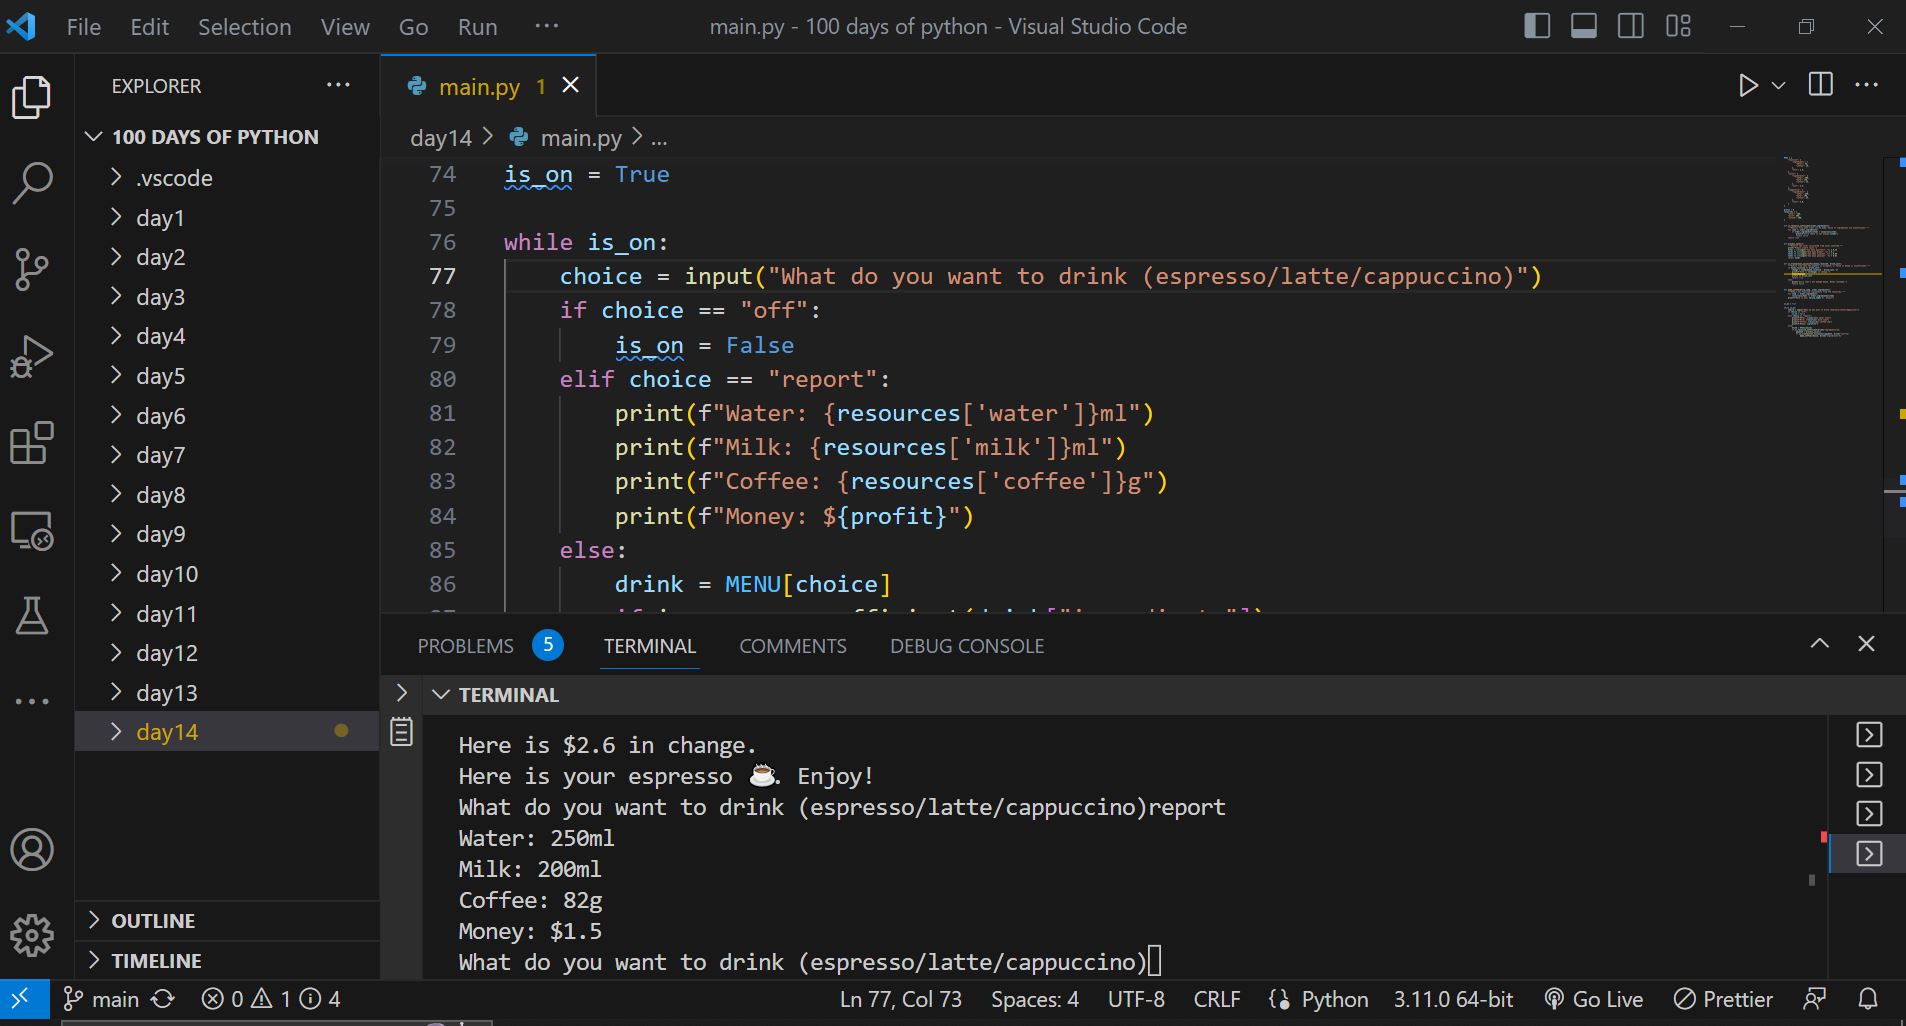 File Edit Selection View Go Run ··· main.py - 100 days of python - Visual Studio Code
EXPLORER ···
100 DAYS OF PYTHON
.vscode
day1
day2
day3
day4
day5
day6
day7
day8
day9
day10
day11
day12
day13
day14
OUTLINE
TIMELINE
main.py 1
day14 > main.py > ...
74 is_on = True
75
76 while is_on:
77 choice = input("What do you want to drink (espresso/latte/cappuccino)")
78 if choice == "off":
79 is_on = False
80 elif choice == "report":
81 print(f"Water: {resources['water']}ml")
82 print(f"Milk: {resources['milk']}ml")
83 print(f"Coffee: {resources['coffee']}g")
84 print(f"Money: ${profit}")
85 else:
86 drink = MENU[choice]
PROBLEMS 5 TERMINAL COMMENTS DEBUG CONSOLE
TERMINAL
Here is $2.6 in change.
Here is your espresso ☕. Enjoy!
What do you want to drink (espresso/latte/cappuccino)report
Water: 250ml
Milk: 200ml
Coffee: 82g
Money: $1.5
What do you want to drink (espresso/latte/cappuccino)
main 0 1 4 Ln 77, Col 73 Spaces: 4 UTF-8 CRLF Python 3.11.0 64-bit Go Live Prettier